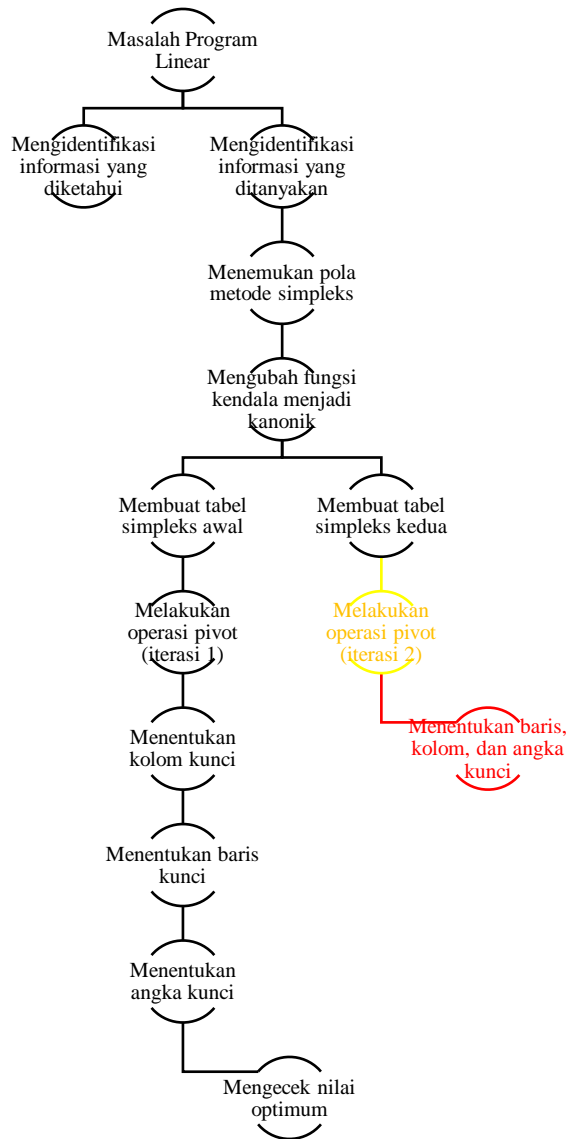 Masalah Program
Linear
Mengidentifikasi
informasi yang
diketahui
Mengidentifikasi
informasi yang
ditanyakan
Menemukan pola
metode simpleks
Mengubah fungsi
kendala menjadi
kanonik
Membuat tabel
simpleks awal
Membuat tabel
simpleks kedua
Melakukan
operasi pivot
(iterasi 1)
Melakukan
operasi pivot
(iterasi 2)
Menentukan
kolom kunci
Menentukan baris,
kolom, dan angka
kunci
Menentukan baris
kunci
Menentukan
angka kunci
Mengecek nilai
optimum